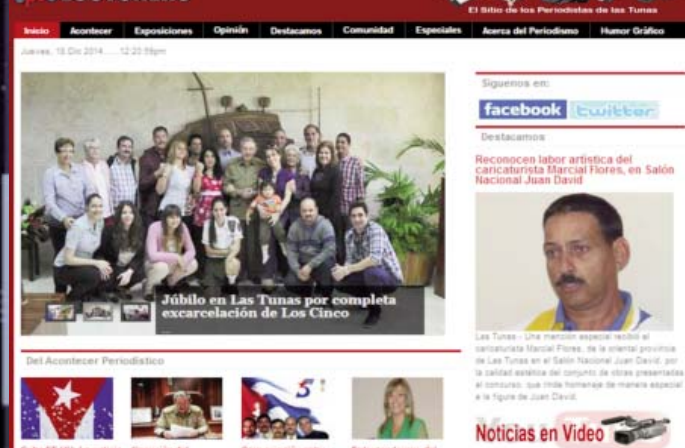 El Sitio de los Periodistas de las Tunas
Inicio Acontecer Exposiciones Opinión Destacamos Comunidad Especiales Acerca del Periodismo Humor Gráfico
Jueves, 18 Dic 2014 12:20:59pm
Júbilo en Las Tunas por completa
excarcelación de Los Cinco
Síguenos en:
facebook twitter
Destacamos
Reconocen labor artística del
caricaturista Marcial Flores, en Salón
Nacional Juan David
Las Tunas.- Una mención especial recibió el
caricaturista Marcial Flores, de la oriental provincia
de Las Tunas en el Salón Nacional Juan David, por
la calidad estética del conjunto de obras presentadas
al concurso, que rinde homenaje de manera especial
a la figura de Juan David.
Del Acontecer Periodístico
Noticias en Video